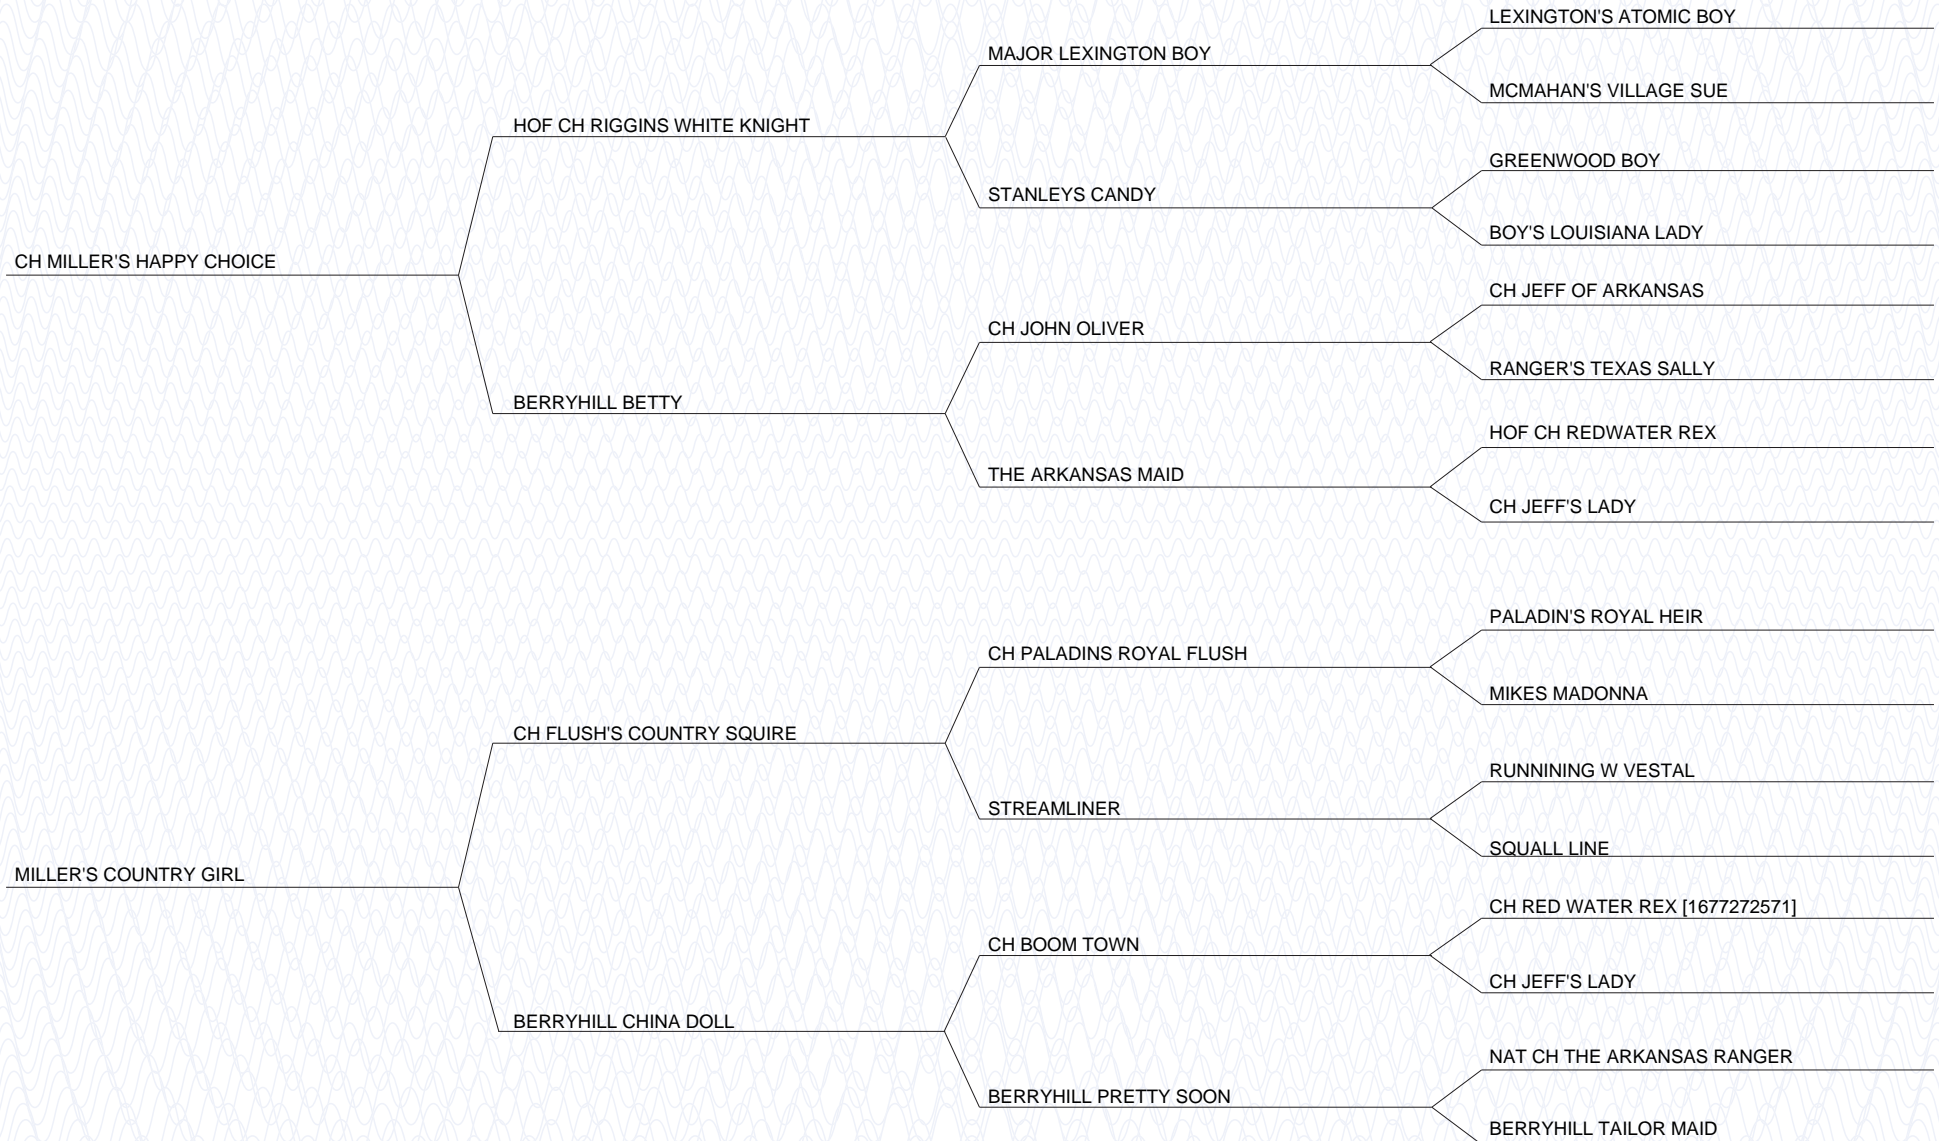 LEXINGTON'S ATOMIC BOY
MAJOR LEXINGTON BOY
MCMAHAN'S VILLAGE SUE
HOF CH RIGGINS WHITE KNIGHT
GREENWOOD BOY
STANLEYS CANDY
BOY'S LOUISIANA LADY
CH MILLER'S HAPPY CHOICE
CH JEFF OF ARKANSAS
CH JOHN OLIVER
RANGER'S TEXAS SALLY
BERRYHILL BETTY
HOF CH REDWATER REX
THE ARKANSAS MAID
CH JEFF'S LADY
PALADIN'S ROYAL HEIR
CH PALADINS ROYAL FLUSH
MIKES MADONNA
CH FLUSH'S COUNTRY SQUIRE
RUNNINING W VESTAL
STREAMLINER
SQUALL LINE
MILLER'S COUNTRY GIRL
CH RED WATER REX [1677272571]
CH BOOM TOWN
CH JEFF'S LADY
BERRYHILL CHINA DOLL
NAT CH THE ARKANSAS RANGER
BERRYHILL PRETTY SOON
BERRYHILL TAILOR MAID